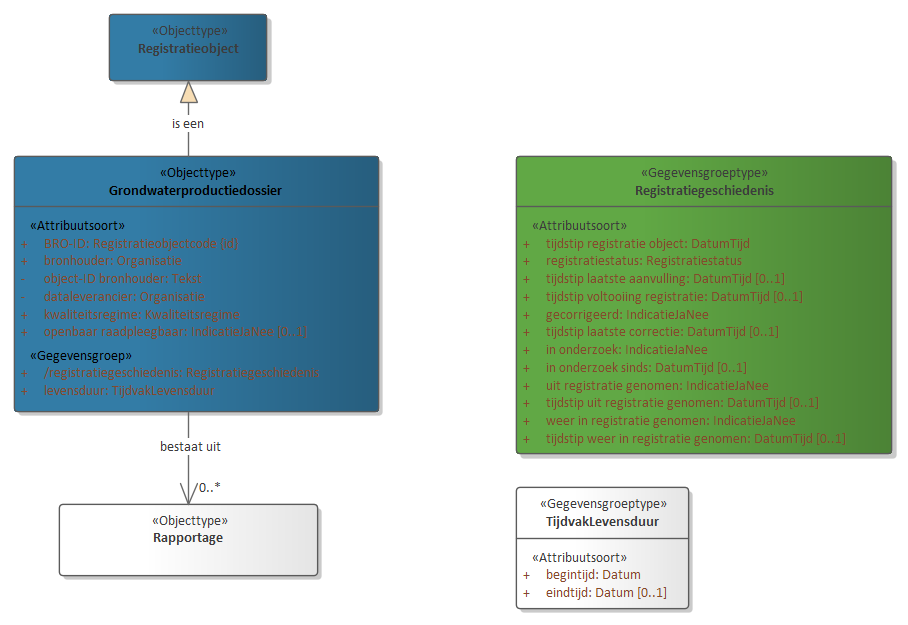 «Objecttype»
Registratieobject
is een
«Objecttype»
Grondwaterproductiedossier
«Attribuutsoort»
+ BRO-ID: Registratieobjectcode [id]
+ bronhouder: Organisatie
- object-ID bronhouder: Tekst
- dataleverancier: Organisatie
+ kwaliteitsregime: Kwaliteitsregime
+ openbaar raadpleegbaar: IndicatieJaNee [0..1]
«Gegevensgroep»
+ /registratiegeschiedenis: Registratiegeschiedenis
+ levensduur: TijdvakLevensduur
bestaat uit
0..*
«Objecttype»
Rapportage
«Gegevensgroeptype»
Registratiegeschiedenis
«Attribuutsoort»
+ tijdstip registratie object: DatumTijd
+ registratiestatus: Registratiestatus
+ tijdstip laatste aanvulling: DatumTijd [0..1]
+ tijdstip voltooiing registratie: DatumTijd [0..1]
+ gecorrigeerd: IndicatieJaNee
+ tijdstip laatste correctie: DatumTijd [0..1]
+ in onderzoek: IndicatieJaNee
+ in onderzoek sinds: DatumTijd [0..1]
+ uit registratie genomen: IndicatieJaNee
+ tijdstip uit registratie genomen: DatumTijd [0..1]
+ weer in registratie genomen: IndicatieJaNee
+ tijdstip weer in registratie genomen: DatumTijd [0..1]
«Gegevensgroeptype»
TijdvakLevensduur
«Attribuutsoort»
+ begintijd: Datum
+ eindtijd: Datum [0..1]